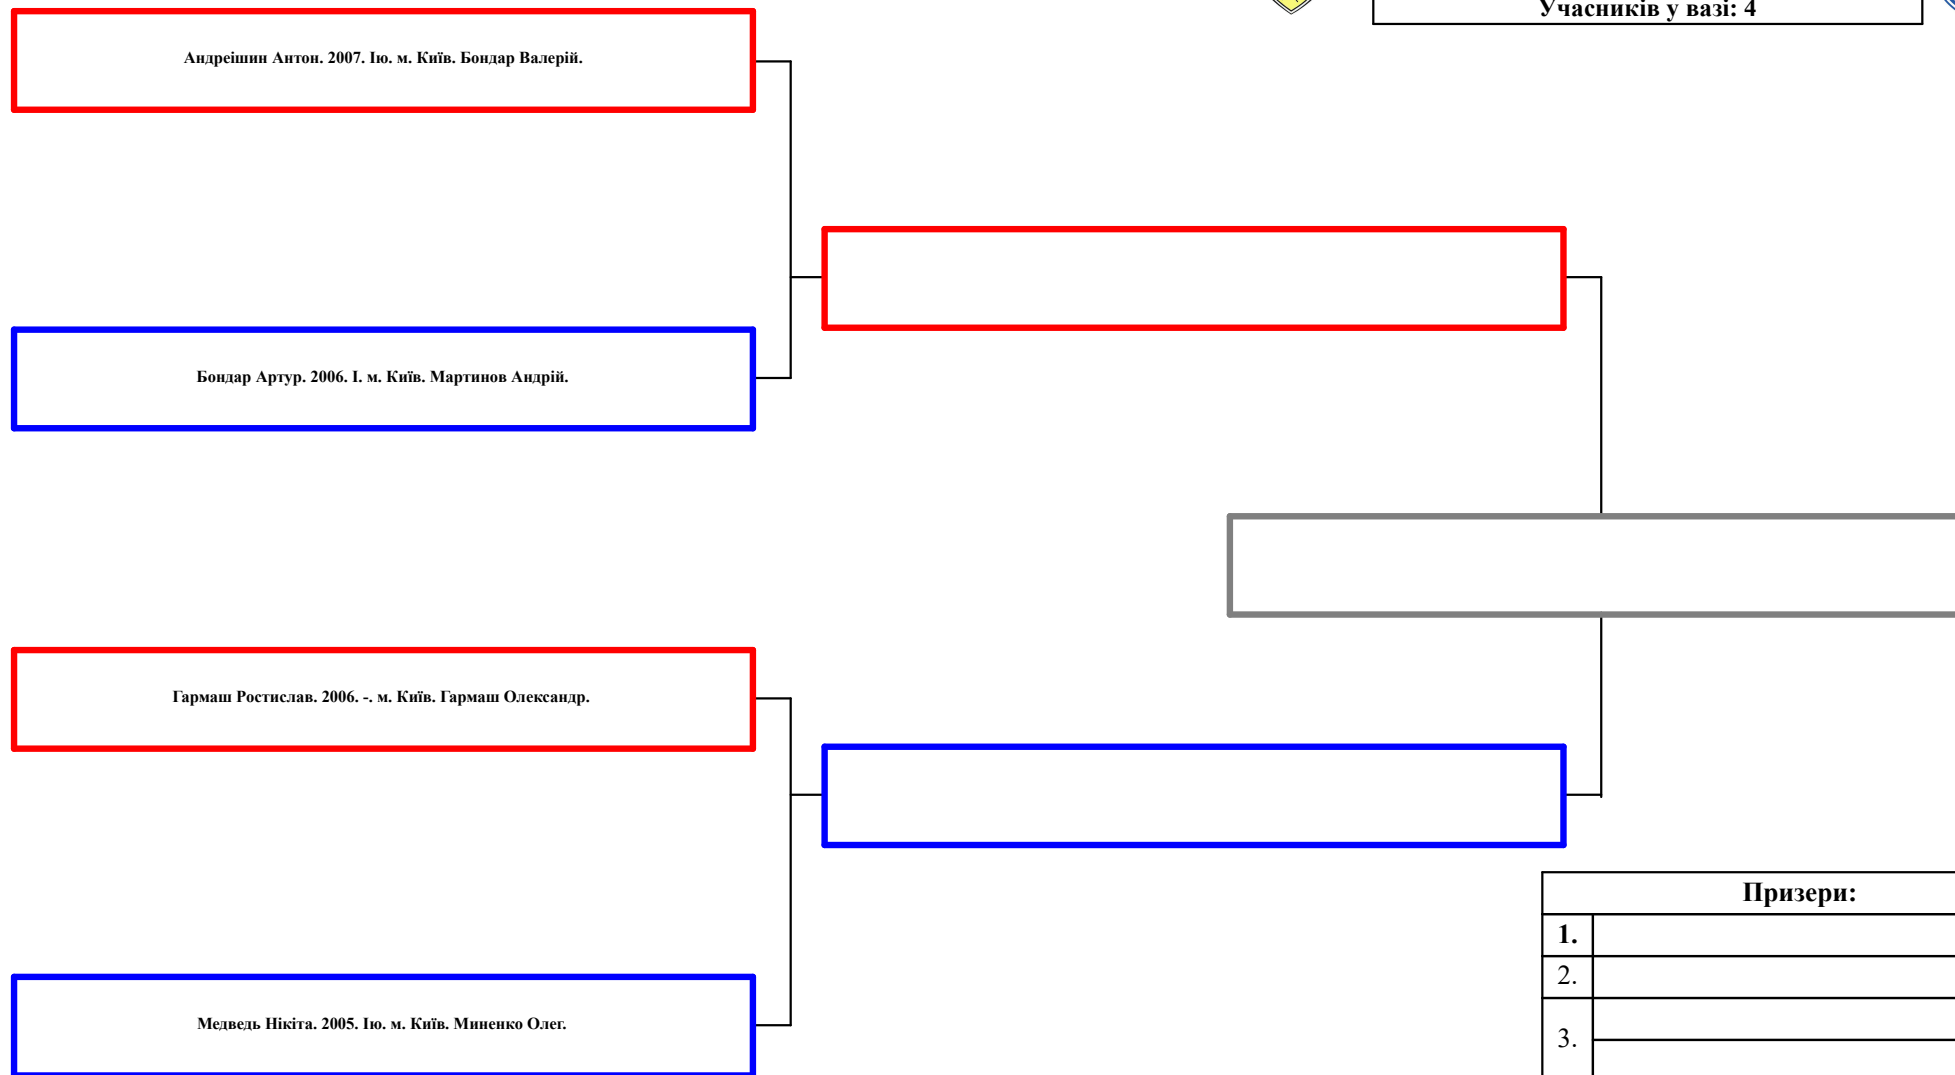 Учасників у вазі: 4
Андреішин Антон. 2007. Ію. м. Київ. Бондар Валерій.
Бондар Артур. 2006. І. м. Київ. Мартинов Андрій.
Гармаш Ростислав. 2006. -. м. Київ. Гармаш Олександр.
Медведь Нікіта. 2005. Ію. м. Київ. Миненко Олег.
Призери:
1.
2.
3.